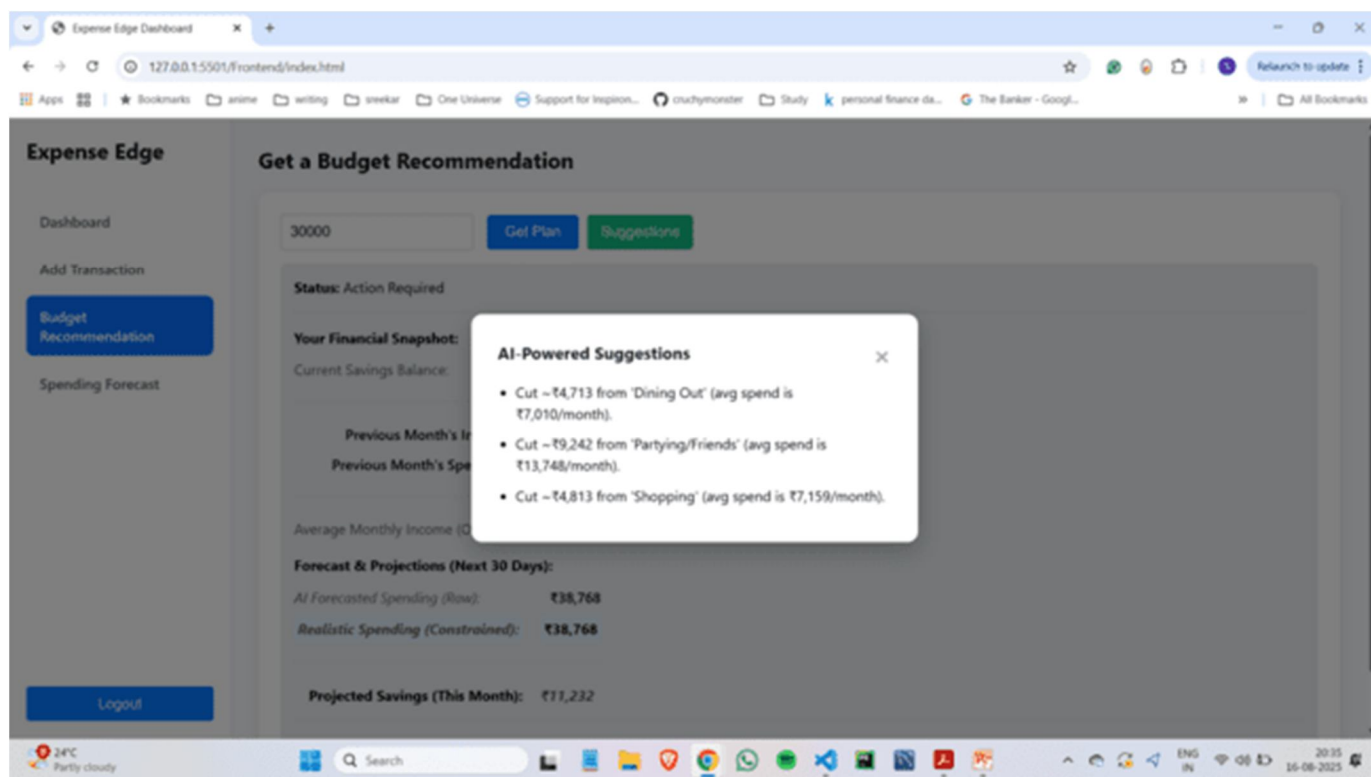 Expense Edge Dashboard
127.0.0.1:5501/Frontend/index.html
Relaunch to update
Apps Bookmarks anime writing sreekar One Universe Support for Inspiron... cruchymonster Study personal finance da... The Banker - Googl... » All Bookmarks
Expense Edge
Get a Budget Recommendation
Dashboard
30000 Get Plan Suggestions
Add Transaction
Status: Action Required
Budget
Recommendation
Your Financial Snapshot:
Current Savings Balance:
Spending Forecast
AI-Powered Suggestions
• Cut ~₹4,713 from 'Dining Out' (avg spend is
₹7,010/month).
• Cut ~₹9,242 from 'Partying/Friends' (avg spend is
₹13,748/month).
• Cut ~₹4,813 from 'Shopping' (avg spend is ₹7,159/month).
Previous Month's
Previous Month's
Average Monthly Income
Forecast & Projections (Next 30 Days):
AI Forecasted Spending (Raw): ₹38,768
Realistic Spending (Constrained): ₹38,768
Projected Savings (This Month): ₹11,232
Logout
24°C
Partly cloudy
Search
ENG
IN
20:35
16-08-2025